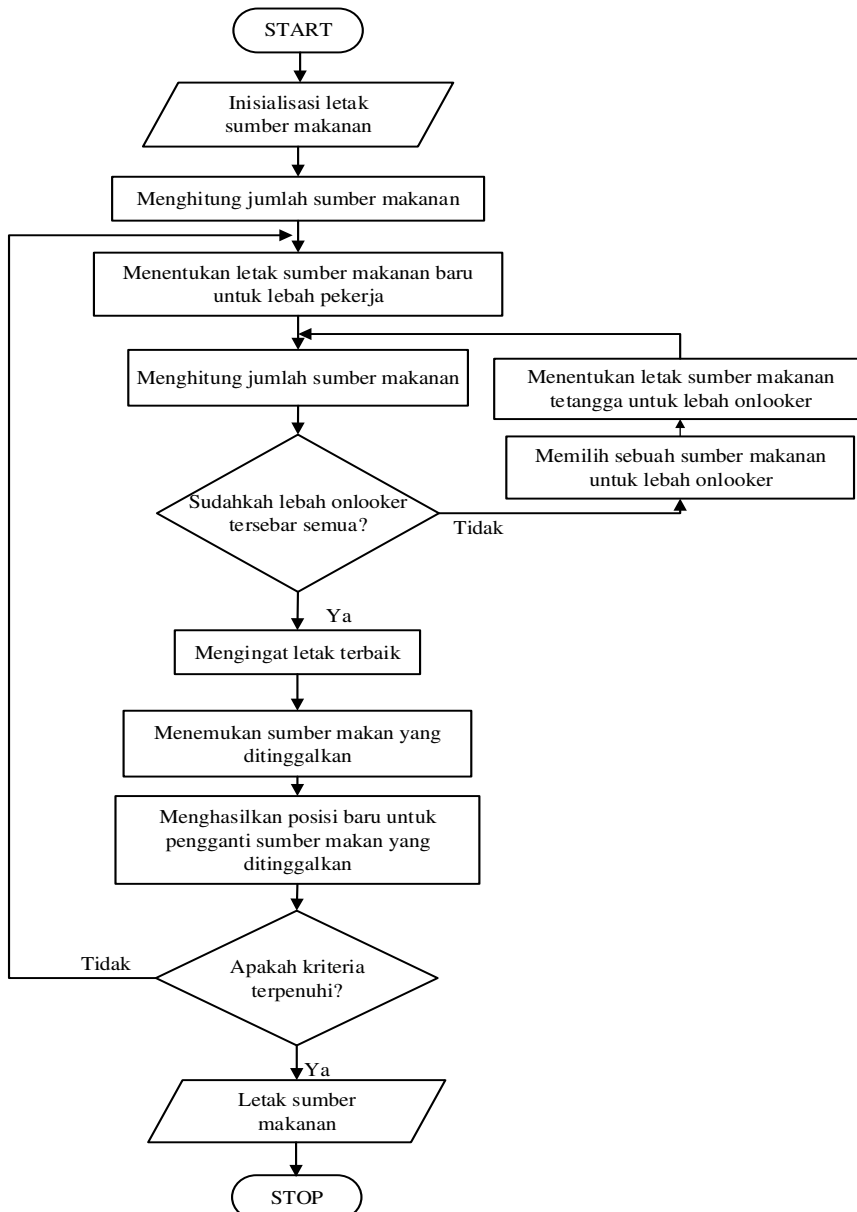 START
Inisialisasi letak
sumber makanan
Menghitung jumlah sumber makanan
Menentukan letak sumber makanan baru
untuk lebah pekerja
Menghitung jumlah sumber makanan
Menentukan letak sumber makanan
tetangga untuk lebah onlooker
Memilih sebuah sumber makanan
untuk lebah onlooker
Sudahkah lebah onlooker
tersebar semua?
Tidak
Ya
Mengingat letak terbaik
Menemukan sumber makan yang
ditinggalkan
Menghasilkan posisi baru untuk
pengganti sumber makan yang
ditinggalkan
Tidak
Apakah kriteria
terpenuhi?
Ya
Letak sumber
makanan
STOP